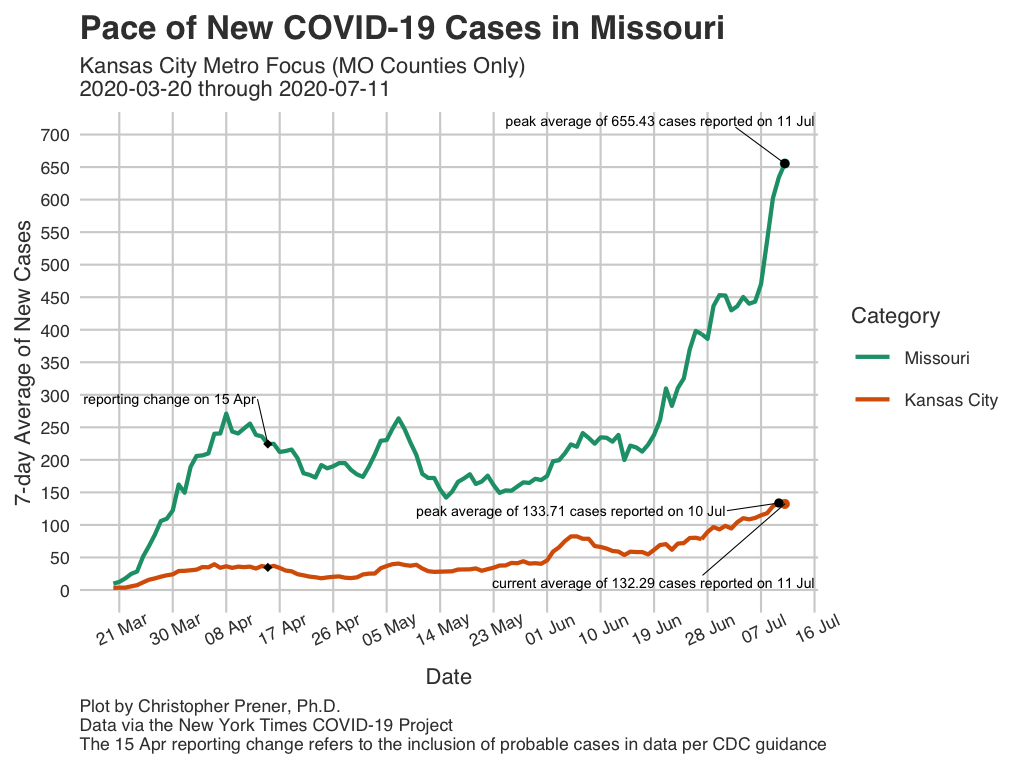 Pace of New COVID-19 Cases in Missouri
Kansas City Metro Focus (MO Counties Only)
2020-03-20 through 2020-07-11
peak average of 655.43 cases reported on 11 Jul
700
650
600
550
500
450
400
350
300
250
200
150
100
50
0
7-day Average of New Cases
reporting change on 15 Apr
peak average of 133.71 cases reported on 10 Jul
current average of 132.29 cases reported on 11 Jul
Category
Missouri
Kansas City
21 Mar
30 Mar
08 Apr
17 Apr
26 Apr
05 May
14 May
23 May
01 Jun
10 Jun
19 Jun
28 Jun
07 Jul
16 Jul
Date
Plot by Christopher Prener, Ph.D.
Data via the New York Times COVID-19 Project
The 15 Apr reporting change refers to the inclusion of probable cases in data per CDC guidance